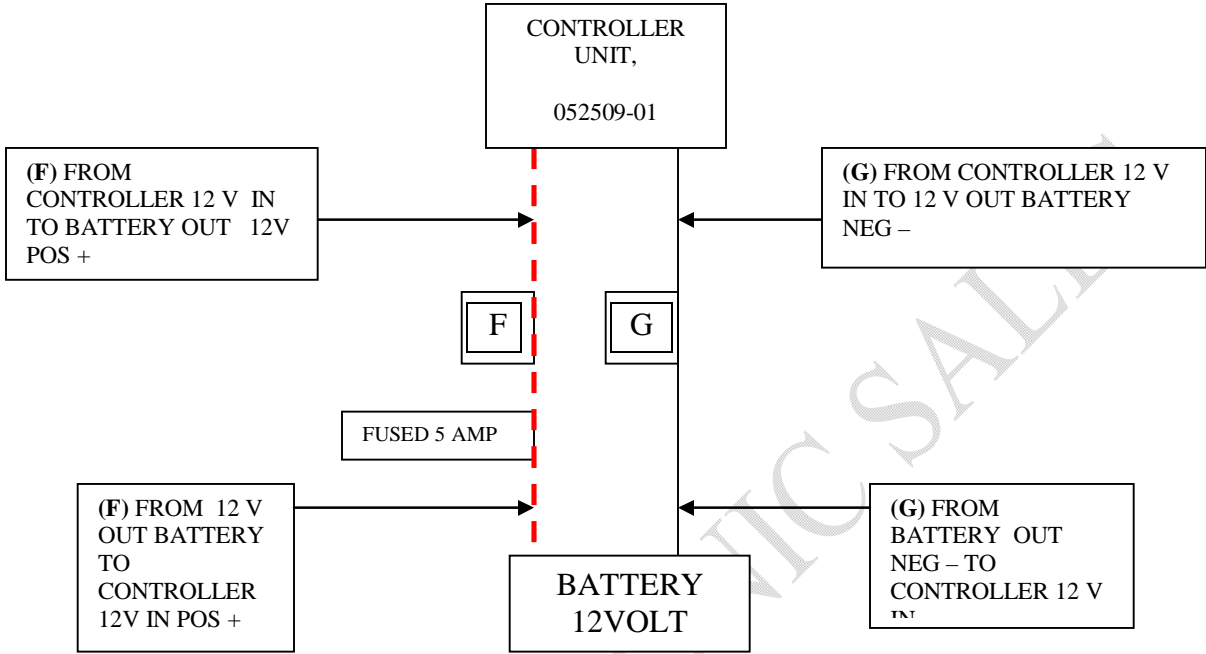 CONTROLLER
UNIT,
052509-01
(F) FROM
CONTROLLER 12 V IN
TO BATTERY OUT 12V
POS +
(G) FROM CONTROLLER 12 V
IN TO 12 V OUT BATTERY
NEG –
F
G
FUSED 5 AMP
(F) FROM 12 V
OUT BATTERY
TO
CONTROLLER
12V IN POS +
(G) FROM
BATTERY OUT
NEG – TO
CONTROLLER 12 V
IN
BATTERY
12VOLT